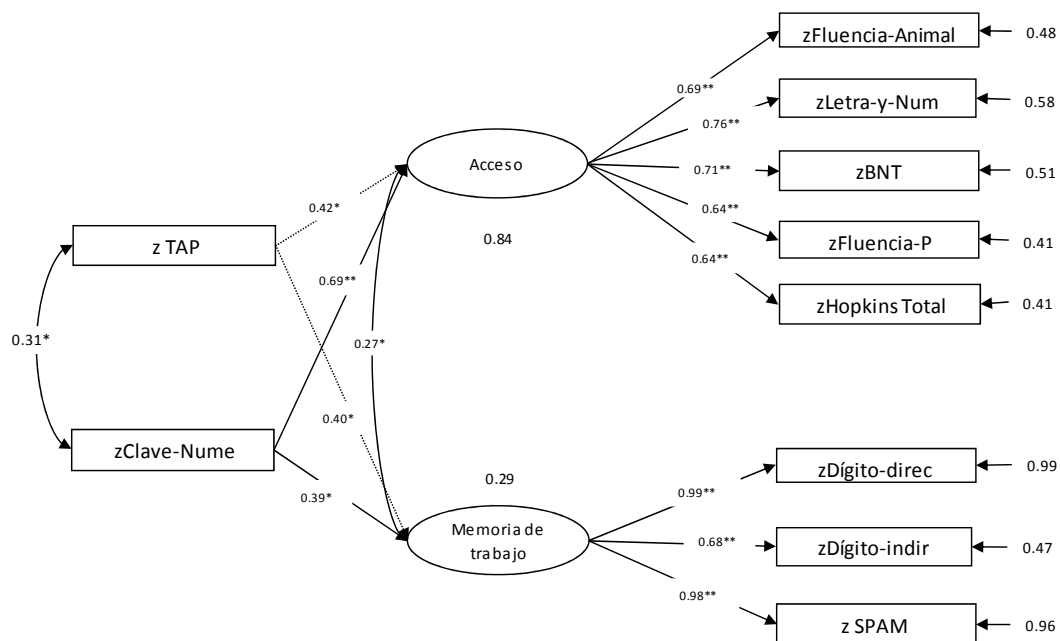 zFluencia-Animal
0.48
0.69**
zLetra-y-Num
0.58
0.76**
Acceso
zBNT
0.51
0.71**
0.42*
0.64**
z TAP
0.84
zFluencia-P
0.41
0.64**
0.69**
zHopkins Total
0.41
0.31*
0.27*
0.40*
zClave-Nume
0.29
zDígito-direc
0.99
0.39*
0.99**
Memoria de
trabajo
0.68**
zDígito-indir
0.47
0.98**
z SPAM
0.96